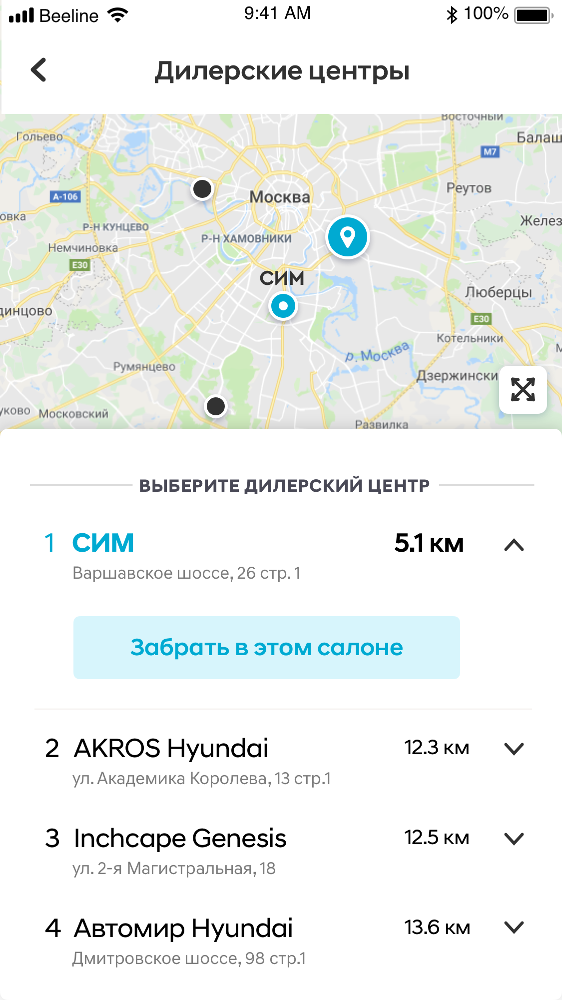 Beeline 9:41 AM 100%
Дилерские центры
Восточный
Гольево
Балаш
М7
Реутов
А-106
Москва
овка
Желез
Р-Н КУНЦЕВО
Р-Н ХАМОВНИКИ
Немчиновка
E30
СИМ
Люберцы
динцово
E30
Котельники
М
р. Москва
Румянцево
Дзержински
уково
Московский
Развилка
ВЫБЕРИТЕ ДИЛЕРСКИЙ ЦЕНТР
1 СИМ 5.1 км
Варшавское шоссе, 26 стр. 1
Забрать в этом салоне
2 AKROS Hyundai 12.3 км
ул. Академика Королева, 13 стр.1
3 Inchcape Genesis 12.5 км
ул. 2-я Магистральная, 18
4 Автомир Hyundai 13.6 км
Дмитровское шоссе, 98 стр.1